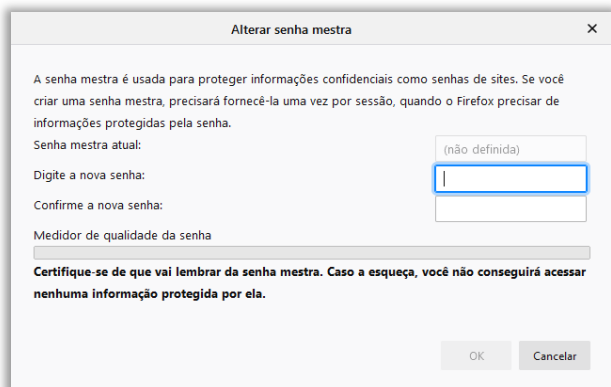 Alterar senha mestra
A senha mestra é usada para proteger informações confidenciais como senhas de sites. Se você
criar uma senha mestra, precisará fornecê-la uma vez por sessão, quando o Firefox precisar de
informações protegidas pela senha.
Senha mestra atual:
(não definida)
Digite a nova senha:
Confirme a nova senha:
Medidor de qualidade da senha
Certifique-se de que vai lembrar da senha mestra. Caso a esqueça, você não conseguirá acessar
nenhuma informação protegida por ela.
OK
Cancelar